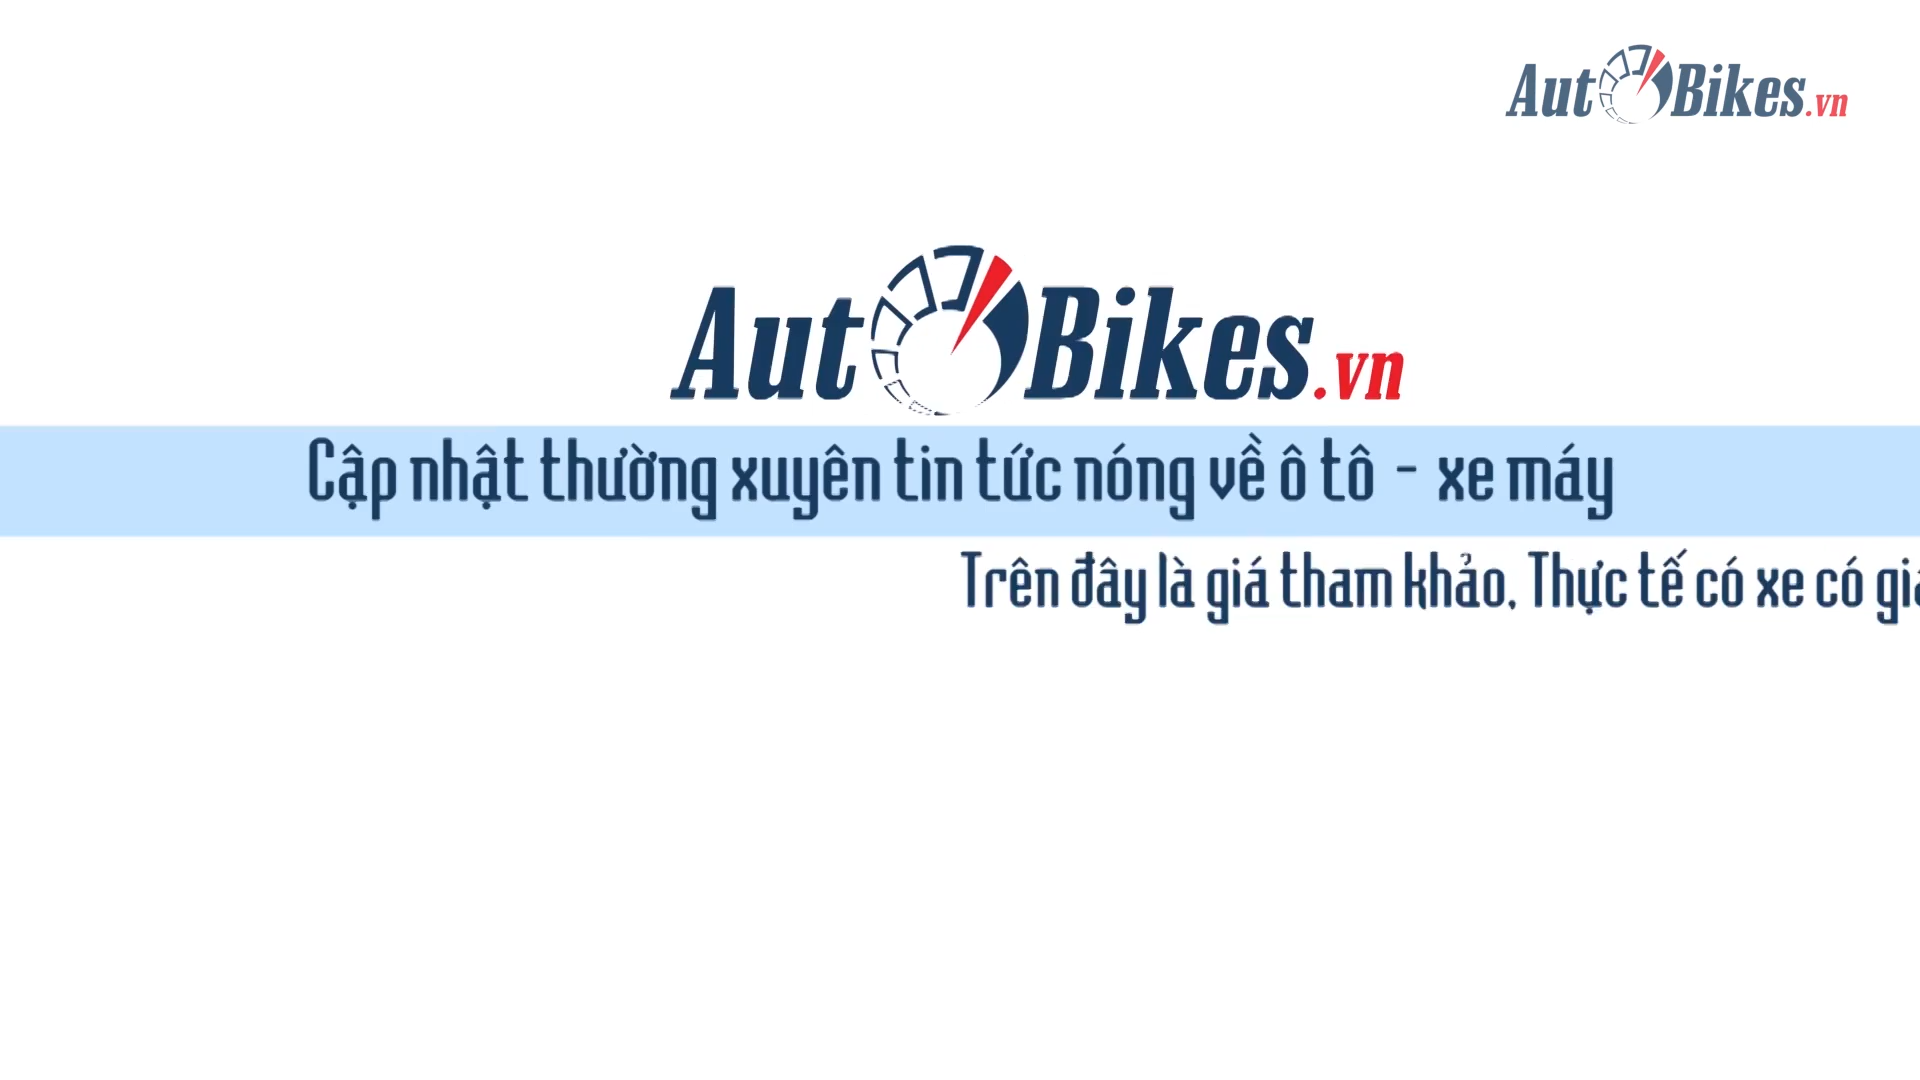 AutoBikes.vn
AutoBikes.vn
Cập nhật thường xuyên tin tức nóng về ô tô - xe máy
Trên đây là giá tham khảo. Thực tế có xe có